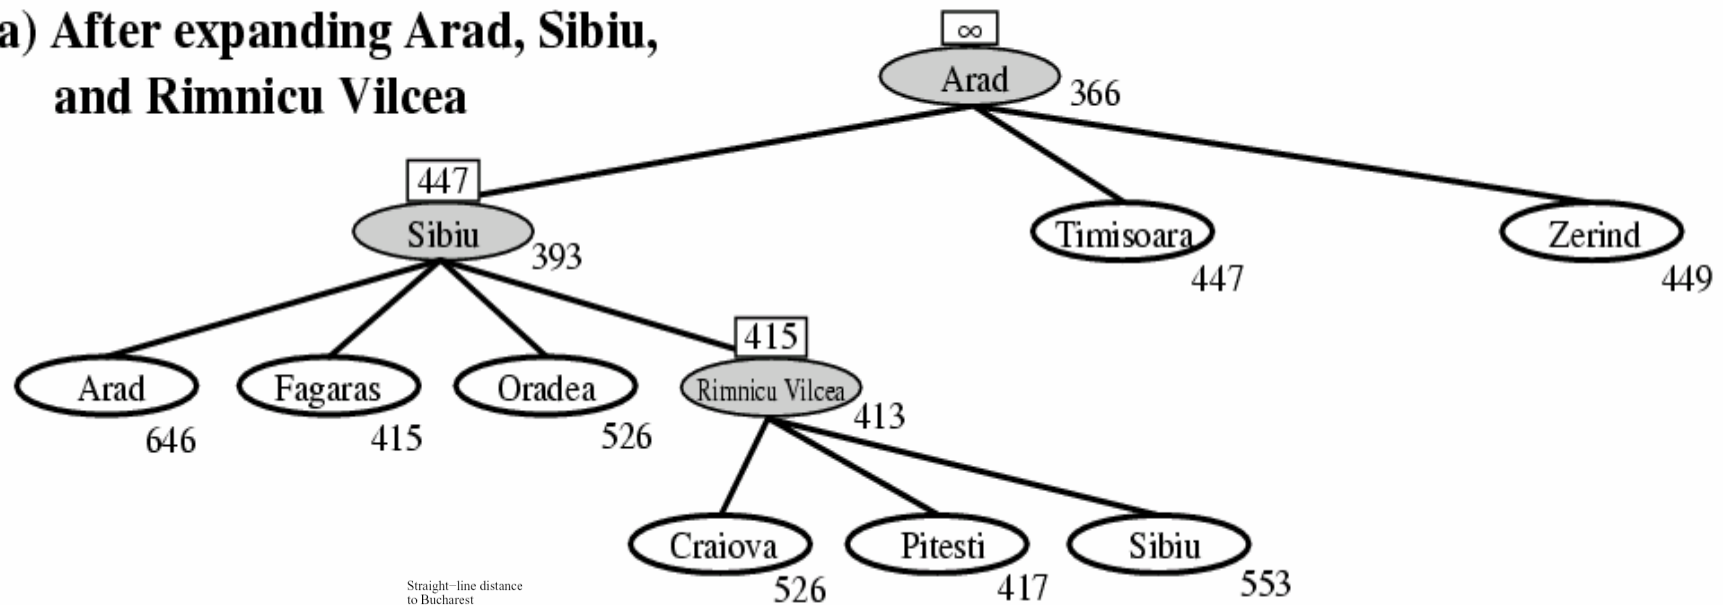 a) After expanding Arad, Sibiu,
and Rimnicu Vilcea
∞
Arad
366
447
Sibiu
393
Timisoara
447
Zerind
449
Arad
646
Fagaras
415
Oradea
526
415
Rimnicu Vilcea
413
Craiova
526
Pitesti
417
Sibiu
553
Straight−line distance
to Bucharest